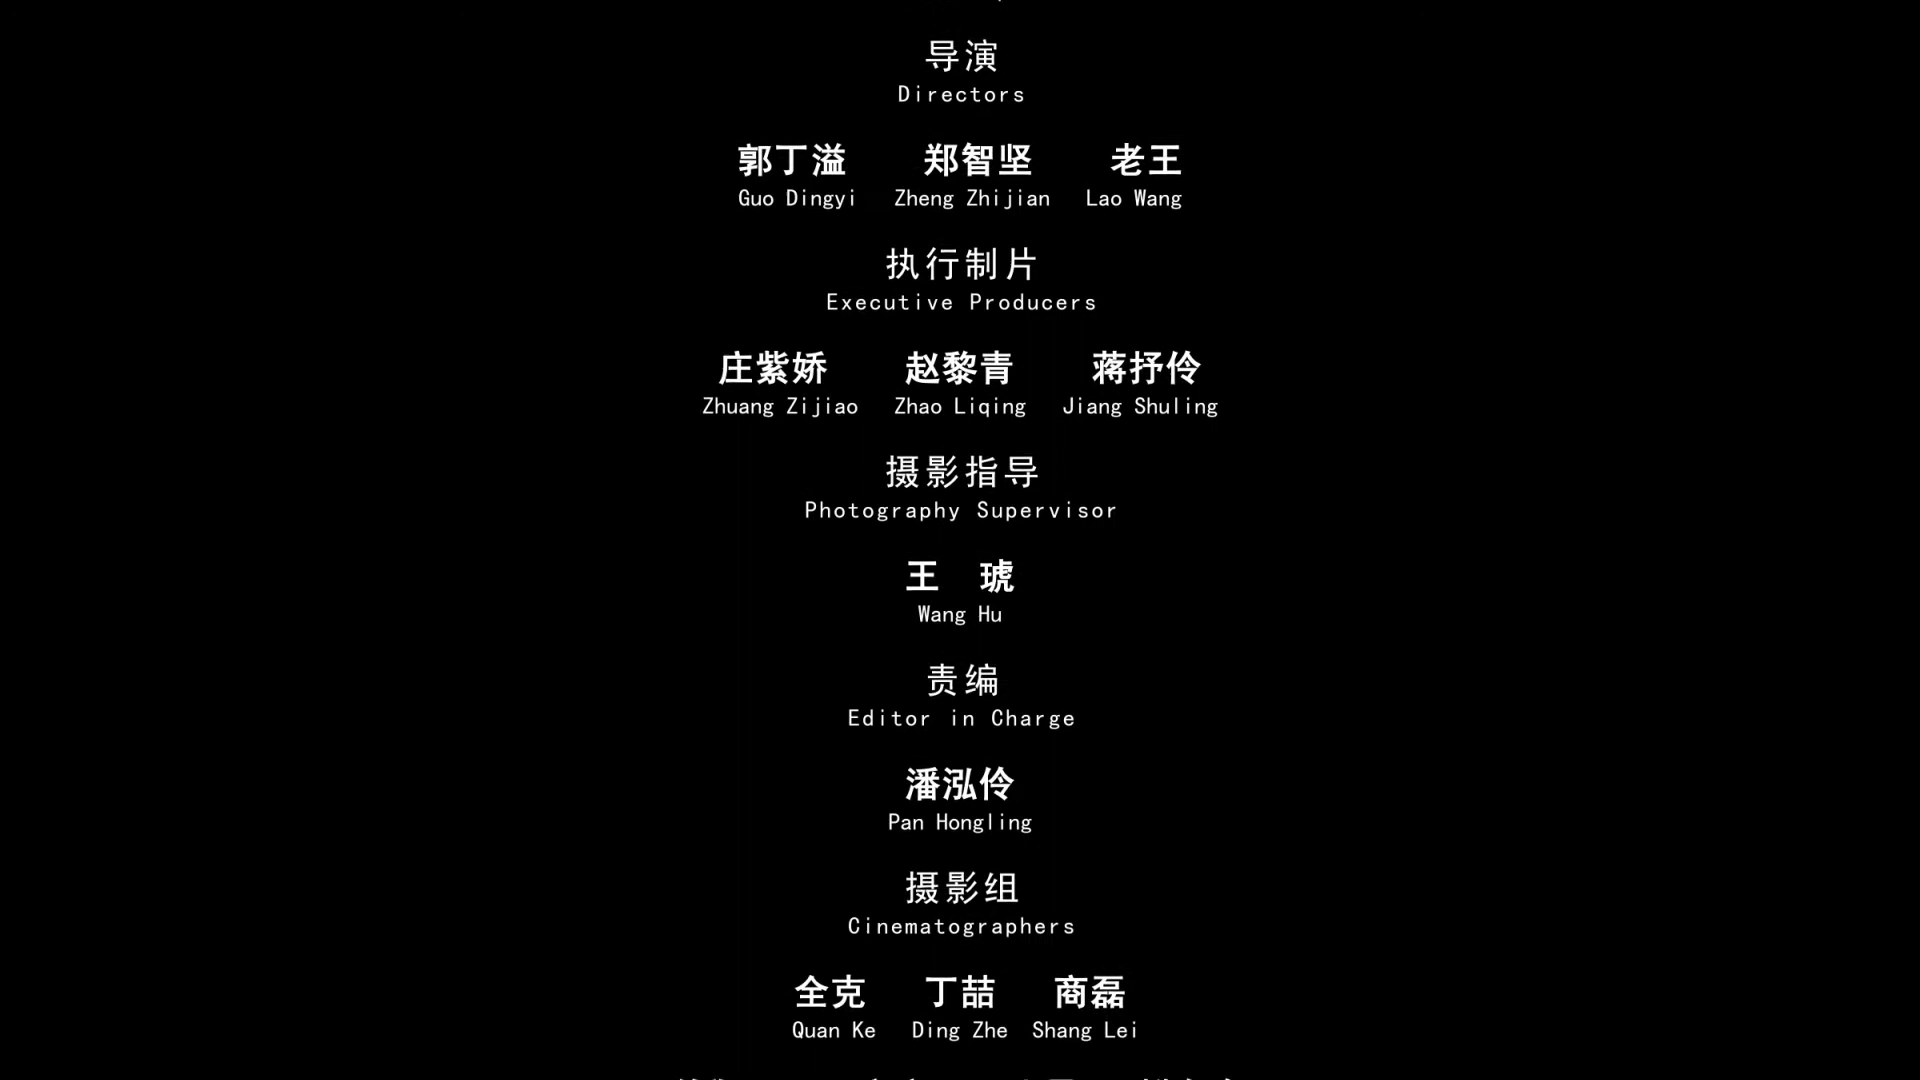 导演
Directors
郭丁溢 郑智坚 老王
Guo Dingyi Zheng Zhijian Lao Wang
执行制片
Executive Producers
庄紫娇 赵黎青 蒋抒伶
Zhuang Zijiao Zhao Liqing Jiang Shuling
摄影指导
Photography Supervisor
王 琥
Wang Hu
责编
Editor in Charge
潘泓伶
Pan Hongling
摄影组
Cinematographers
全克 丁喆 商磊
Quan Ke Ding Zhe Shang Lei